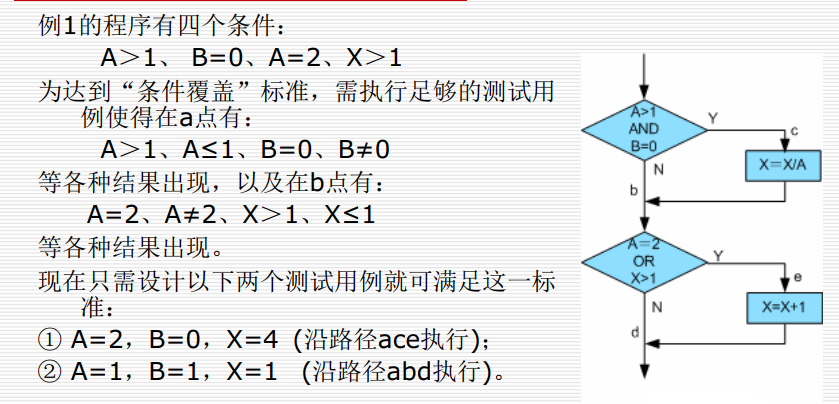 例1的程序有四个条件:
A＞1、 B=0、A=2、X＞1
为达到“条件覆盖”标准，需执行足够的测试用
例使得在a点有:
A＞1、A≤1、B=0、B≠0
等各种结果出现，以及在b点有:
A=2、A≠2、X＞1、X≤1
等各种结果出现。
现在只需设计以下两个测试用例就可满足这一标
准:
① A=2，B=0，X=4 (沿路径ace执行);
② A=1，B=1，X=1 (沿路径abd执行)。
A>1
AND
B=0
Y
c
X=X/A
N
b
A=2
OR
X>1
Y
e
X=X+1
N
d